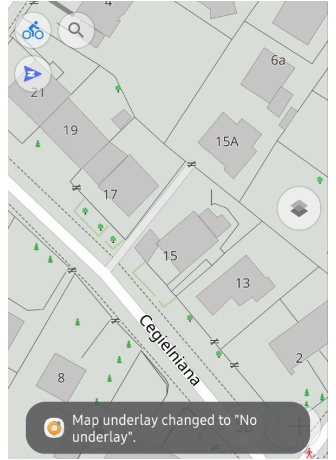 4
6a
21
19
15A
17
15
13
Cegielniana
2
8
Map underlay changed to "No
underlay".